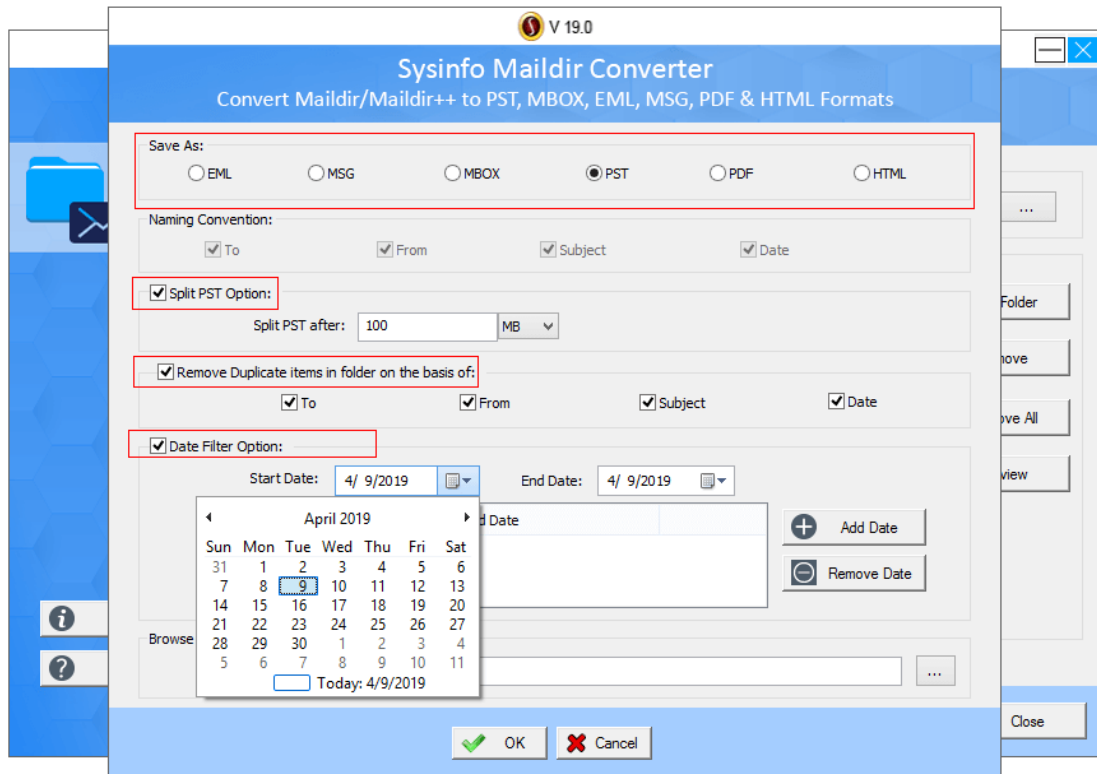 V 19.0
Sysinfo Maildir Converter
Convert Maildir/Maildir++ to PST, MBOX, EML, MSG, PDF & HTML Formats
Save As:
EML MSG MBOX PST PDF HTML
...
Naming Convention:
To From Subject Date
Split PST Option:
Folder
Split PST after: 100 MB
Remove Duplicate items in folder on the basis of:
To From Subject Date
Date Filter Option:
Start Date: 4/ 9/2019 End Date: 4/ 9/2019
view
April 2019
Date
Add Date
Sun Mon Tue Wed Thu Fri Sat
31 1 2 3 4 5 6
7 8 9 10 11 12 13
Remove Date
14 15 16 17 18 19 20
21 22 23 24 25 26 27
28 29 30 1 2 3 4
Browse
5 6 7 8 9 10 11
...
Today: 4/9/2019
Close
OK Cancel